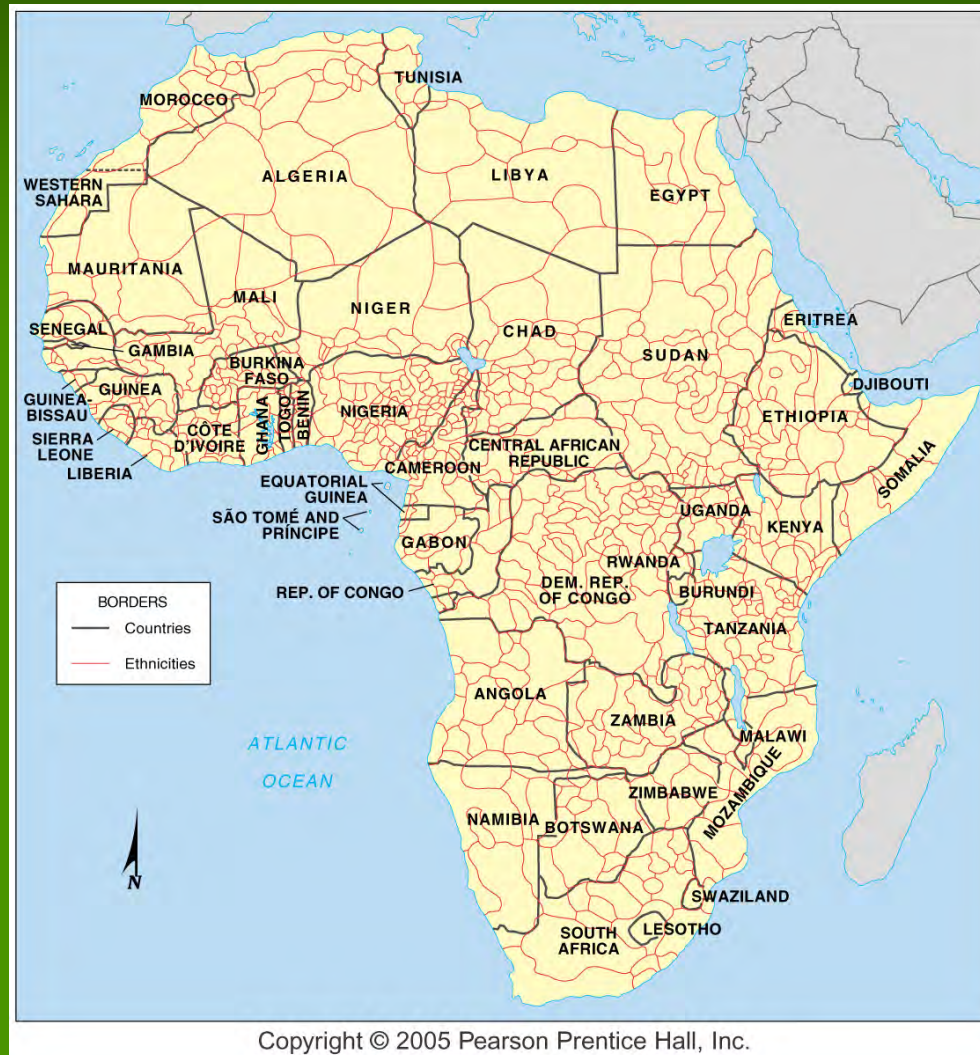 TUNISIA
MOROCCO
ALGERIA
LIBYA
EGYPT
WESTERN
SAHARA
MAURITANIA
MALI
NIGER
CHAD
SUDAN
ERITREA
SENEGAL
GAMBIA
BURKINA
FASO
DJIBOUTI
GUINEA
GUINEA-
BISSAU
NIGERIA
ETHIOPIA
CÔTE
D'IVOIRE
GHANA
TOGO
BENIN
SIERRA
LEONE
LIBERIA
CENTRAL AFRICAN
REPUBLIC
CAMEROON
SOMALIA
EQUATORIAL
GUINEA
SÃO TOMÉ AND
PRÍNCIPE
UGANDA
KENYA
GABON
RWANDA
REP. OF CONGO
DEM. REP.
OF CONGO
BURUNDI
TANZANIA
BORDERS
Countries
Ethnicities
ANGOLA
ZAMBIA
MALAWI
MOZAMBIQUE
ATLANTIC
OCEAN
ZIMBABWE
NAMIBIA
BOTSWANA
N
SWAZILAND
SOUTH
AFRICA
LESOTHO
Copyright © 2005 Pearson Prentice Hall, Inc.